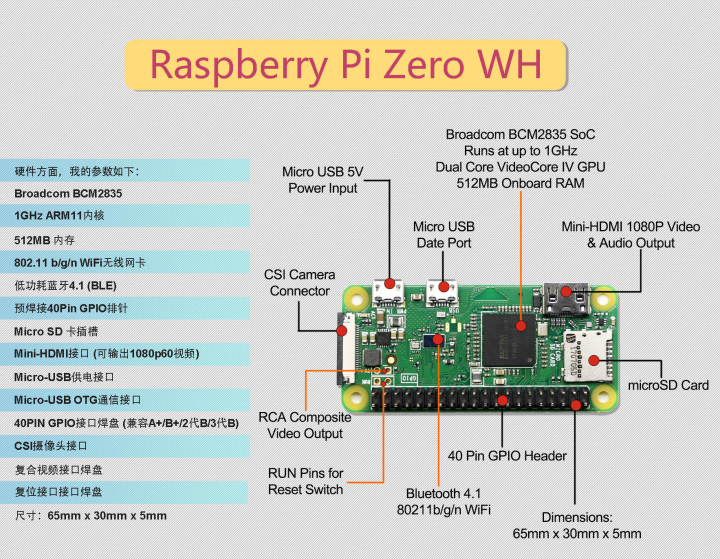 Raspberry Pi Zero WH
硬件方面，我的参数如下：
Broadcom BCM2835
1GHz ARM11内核
512MB 内存
802.11 b/g/n WiFi无线网卡
低功耗蓝牙4.1 (BLE)
预焊接40Pin GPIO排针
Micro SD 卡插槽
Mini-HDMI接口 (可输出1080p60视频)
Micro-USB供电接口
Micro-USB OTG通信接口
40PIN GPIO接口焊盘 (兼容A+/B+/2代B/3代B)
CSI摄像头接口
复合视频接口焊盘
复位接口接口焊盘
尺寸：65mm x 30mm x 5mm
Broadcom BCM2835 SoC
Runs at up to 1GHz
Dual Core VideoCore IV GPU
512MB Onboard RAM
Micro USB 5V
Power Input
Micro USB
Date Port
Mini-HDMI 1080P Video
& Audio Output
CSI Camera
Connector
microSD Card
RCA Composite
Video Output
40 Pin GPIO Header
RUN Pins for
Reset Switch
Bluetooth 4.1
80211b/g/n WiFi
Dimensions:
65mm x 30mm x 5mm
USB
GPIO